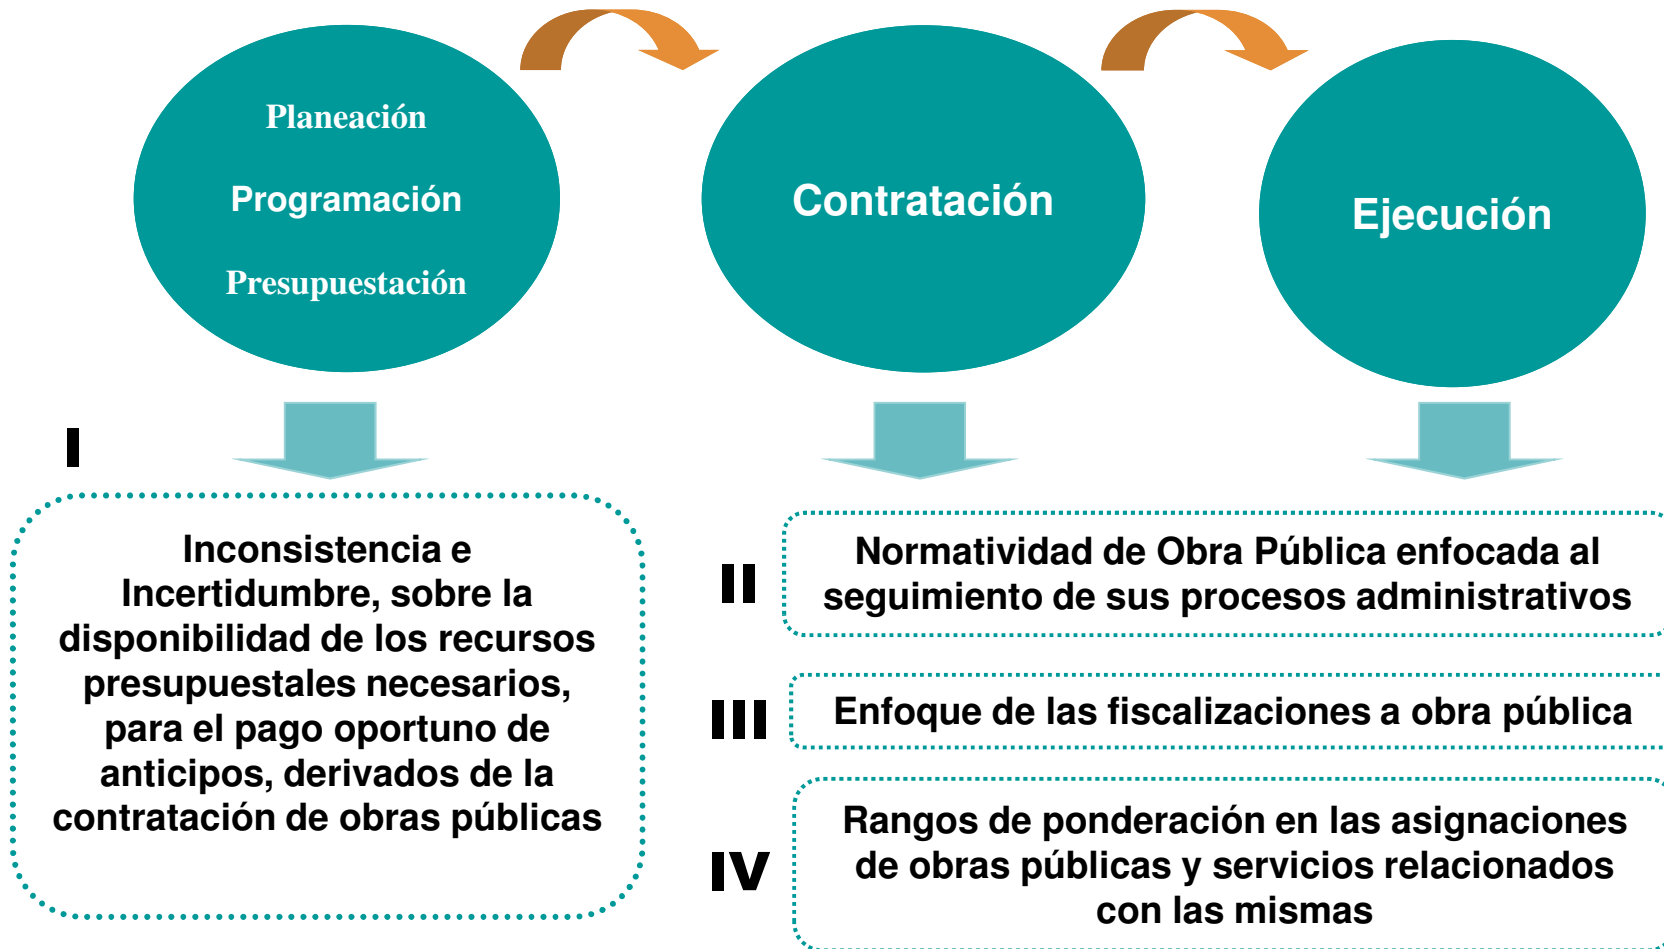 Planeación
Programación
Presupuestación
Contratación
Ejecución
I
Inconsistencia e
Incertidumbre, sobre la
disponibilidad de los recursos
presupuestales necesarios,
para el pago oportuno de
anticipos, derivados de la
contratación de obras públicas
II
Normatividad de Obra Pública enfocada al
seguimiento de sus procesos administrativos
III
Enfoque de las fiscalizaciones a obra pública
IV
Rangos de ponderación en las asignaciones
de obras públicas y servicios relacionados
con las mismas